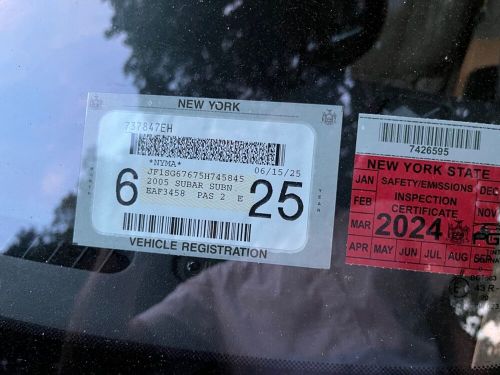 NEW YORK
737847EH
*NYMA*
JF1SG67675H745845 06/15/25
2005 SUBAR SUBN
EAF3458 PAS 2 E
6 25
YEAR
VEHICLE REGISTRATION
7426595
NEW YORK STATE
JAN SAFETY/EMISSIONS DEC
FEB INSPECTION NOV
CERTIFICATE
MAR 2024
APR MAY JUN JUL AUG SEP
43 R-